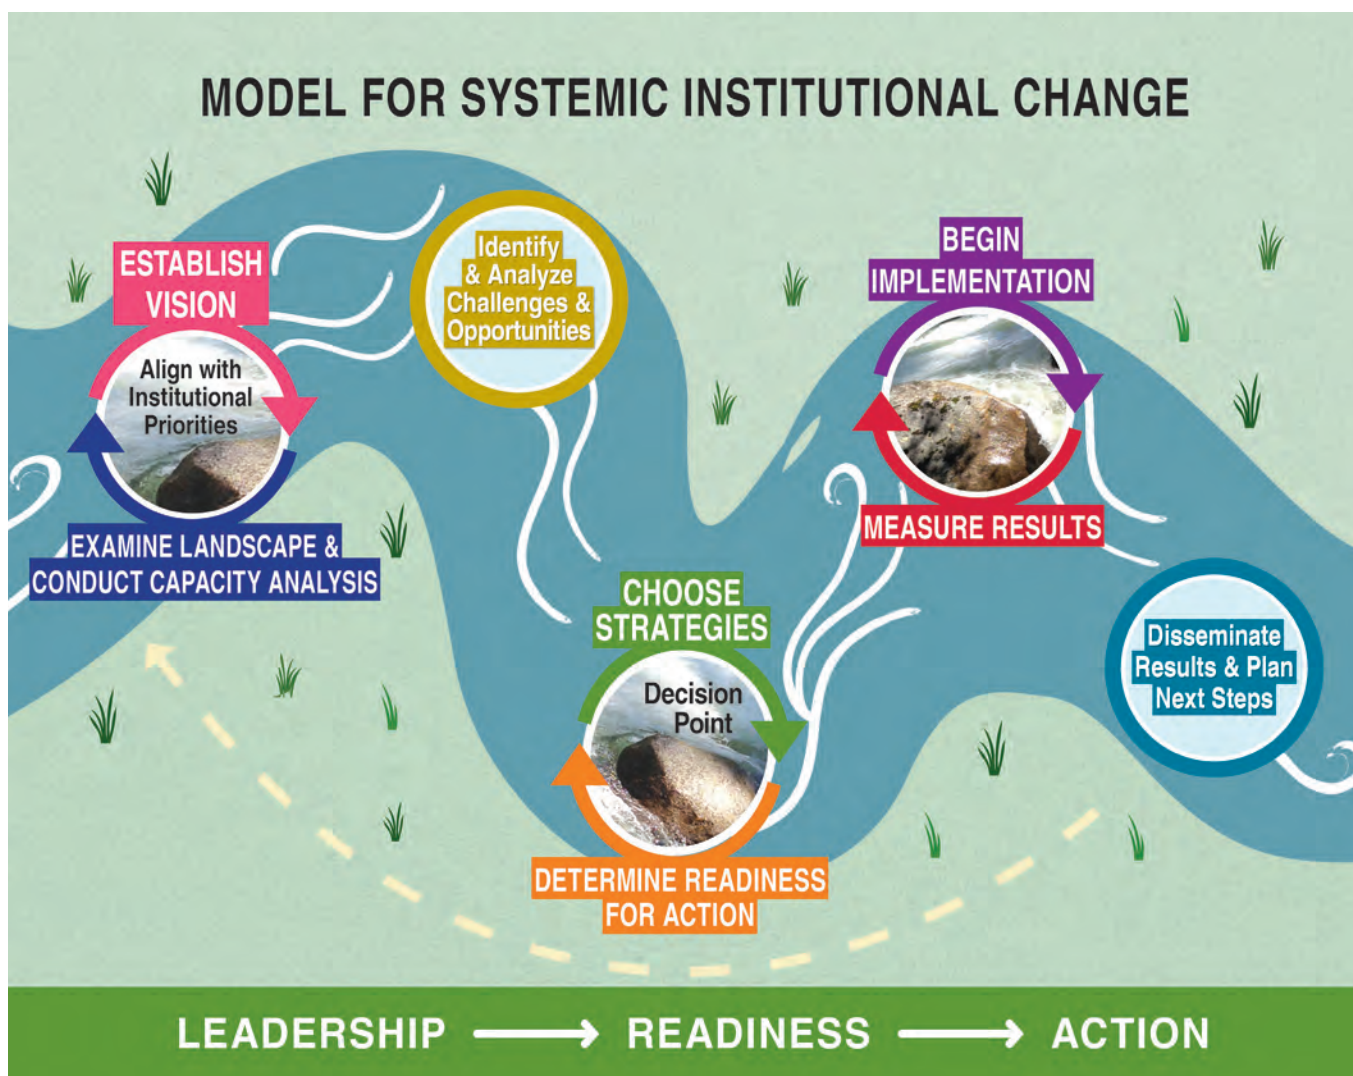 MODEL FOR SYSTEMIC INSTITUTIONAL CHANGE
ESTABLISH
VISION
Align with
Institutional
Priorities
EXAMINE LANDSCAPE &
CONDUCT CAPACITY ANALYSIS
Identify
& Analyze
Challenges &
Opportunities
CHOOSE
STRATEGIES
Decision
Point
DETERMINE READINESS
FOR ACTION
BEGIN
IMPLEMENTATION
MEASURE RESULTS
Disseminate
Results & Plan
Next Steps
LEADERSHIP → READINESS → ACTION